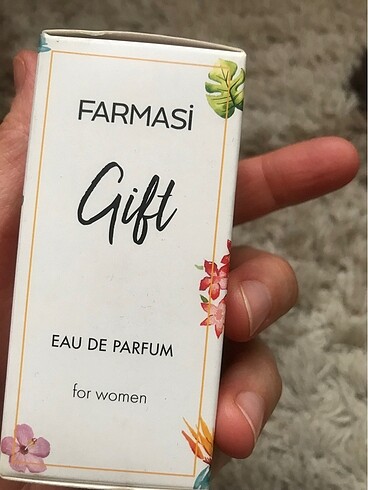 FARMASİ
Gift
EAU DE PARFUM
for women